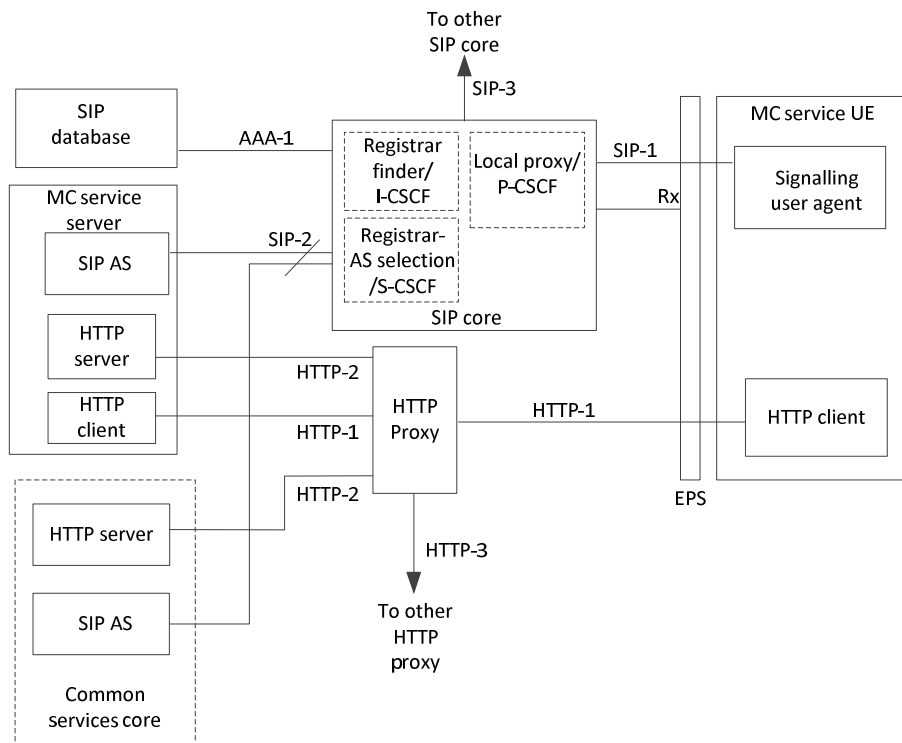 To other
SIP core
SIP-3
SIP
database
AAA-1
Registrar
finder/
I-CSCF
Local proxy/
P-CSCF
SIP-1
MC service UE
Signalling
user agent
Rx
MC service
server
SIP AS
SIP-2
Registrar-
AS selection
/S-CSCF
SIP core
HTTP
server
HTTP-2
HTTP
client
HTTP-1
HTTP
Proxy
HTTP-1
HTTP client
HTTP-2
EPS
HTTP server
HTTP-3
SIP AS
To other
HTTP
proxy
Common
services core